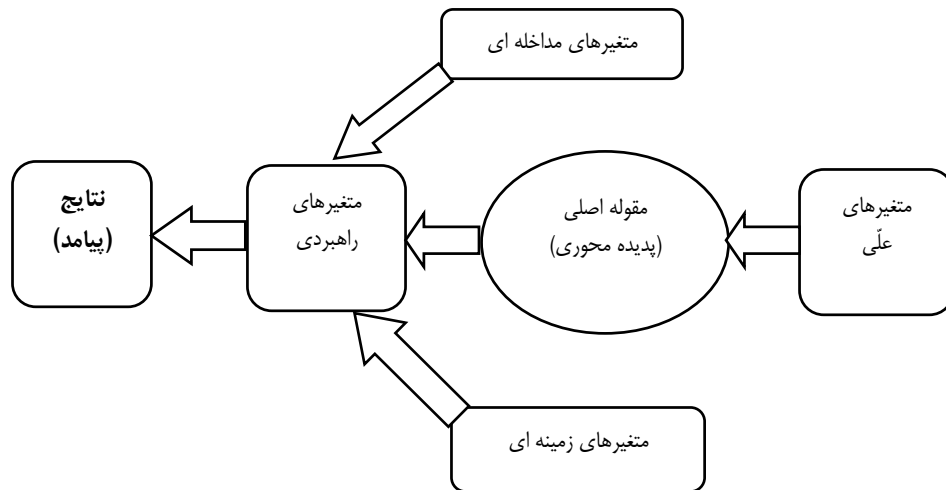 متغیرهای مداخله ای
متغیرهای
علّی
مقوله اصلی
(پدیده محوری)
متغیرهای
راهبردی
نتایج
(پیامد)
متغیرهای زمینه ای